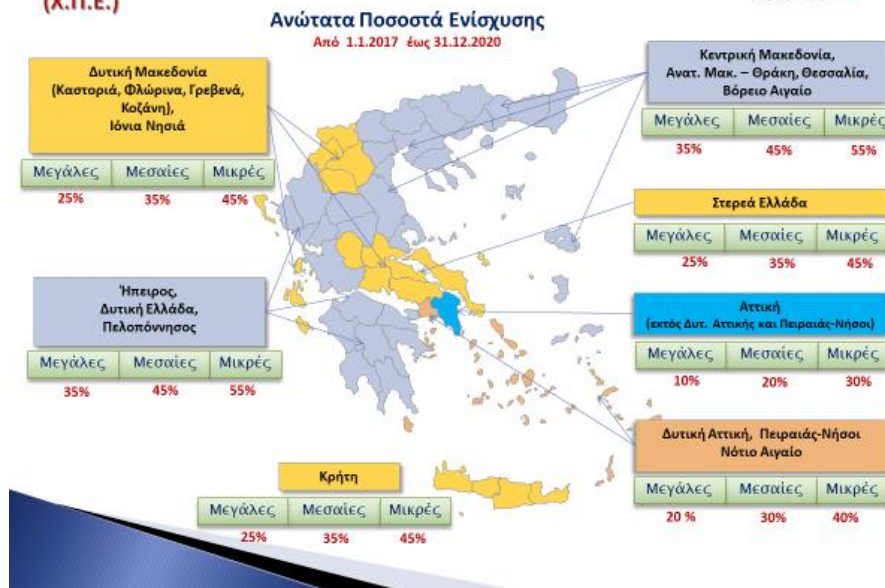 (Χ.Π.Ε.)
Ανώτατα Ποσοστά Ενίσχυσης
Από 1.1.2017 έως 31.12.2020
Δυτική Μακεδονία
(Καστοριά, Φλώρινα, Γρεβενά,
Κοζάνη),
Ιόνια Νησιά
Μεγάλες Μεσαίες Μικρές
25% 35% 45%
Κεντρική Μακεδονία,
Ανατ. Μακ. – Θράκη, Θεσσαλία,
Βόρειο Αιγαίο
Μεγάλες Μεσαίες Μικρές
35% 45% 55%
Στερεά Ελλάδα
Μεγάλες Μεσαίες Μικρές
25% 35% 45%
Ήπειρος,
Δυτική Ελλάδα,
Πελοπόννησος
Μεγάλες Μεσαίες Μικρές
35% 45% 55%
Αττική
(εκτός Δυτ. Αττικής και Πειραιάς-Νήσοι)
Μεγάλες Μεσαίες Μικρές
10% 20% 30%
Δυτική Αττική, Πειραιάς-Νήσοι
Νότιο Αιγαίο
Μεγάλες Μεσαίες Μικρές
20 % 30% 40%
Κρήτη
Μεγάλες Μεσαίες Μικρές
25% 35% 45%